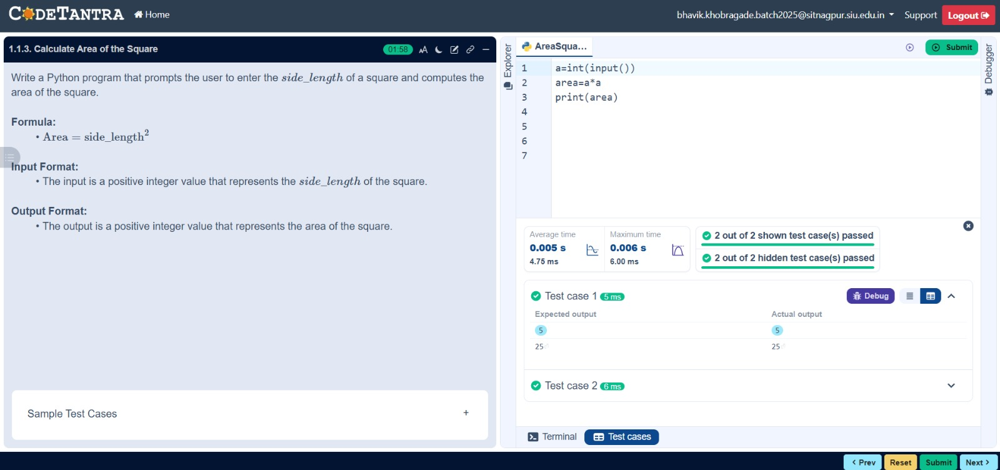 CODETANTRA Home
bhavik.khobragade.batch2025@sitnagpur.siu.edu.in Support Logout
1.1.3. Calculate Area of the Square 01:58 AA
Write a Python program that prompts the user to enter the side_length of a square and computes the
area of the square.
Formula:
• Area = side_length²
Input Format:
• The input is a positive integer value that represents the side_length of the square.
Output Format:
• The output is a positive integer value that represents the area of the square.
Sample Test Cases +
Explorer
AreaSqua...
Submit
Debugger
1 a=int(input())
2 area=a*a
3 print(area)
4
5
6
7
Average time
0.005 s
4.75 ms
Maximum time
0.006 s
6.00 ms
2 out of 2 shown test case(s) passed
2 out of 2 hidden test case(s) passed
Test case 1 5 ms
Debug
Expected output Actual output
5 5
25 25
Test case 2 6 ms
Terminal Test cases
< Prev Reset Submit Next >